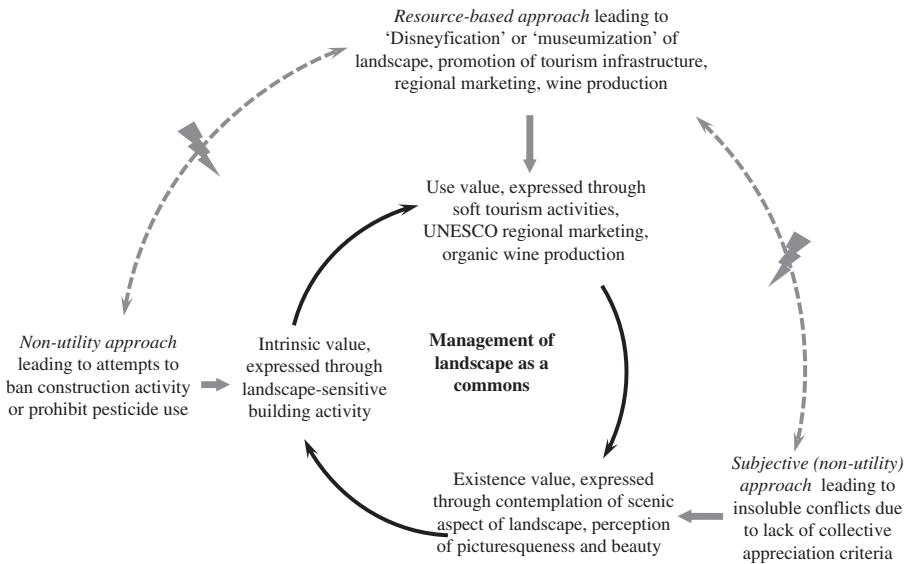 Resource-based approach leading to
‘Disneyfication’ or ‘museumization’ of
landscape, promotion of tourism infrastructure,
regional marketing, wine production
Use value, expressed through
soft tourism activities,
UNESCO regional marketing,
organic wine production
Non-utility approach
leading to attempts to
ban construction activity
or prohibit pesticide use
Intrinsic value,
expressed through
landscape-sensitive
building activity
Management of
landscape as a
commons
Existence value, expressed
through contemplation of scenic
aspect of landscape, perception
of picturesqueness and beauty
Subjective (non-utility)
approach leading to
insoluble conflicts due
to lack of collective
appreciation criteria